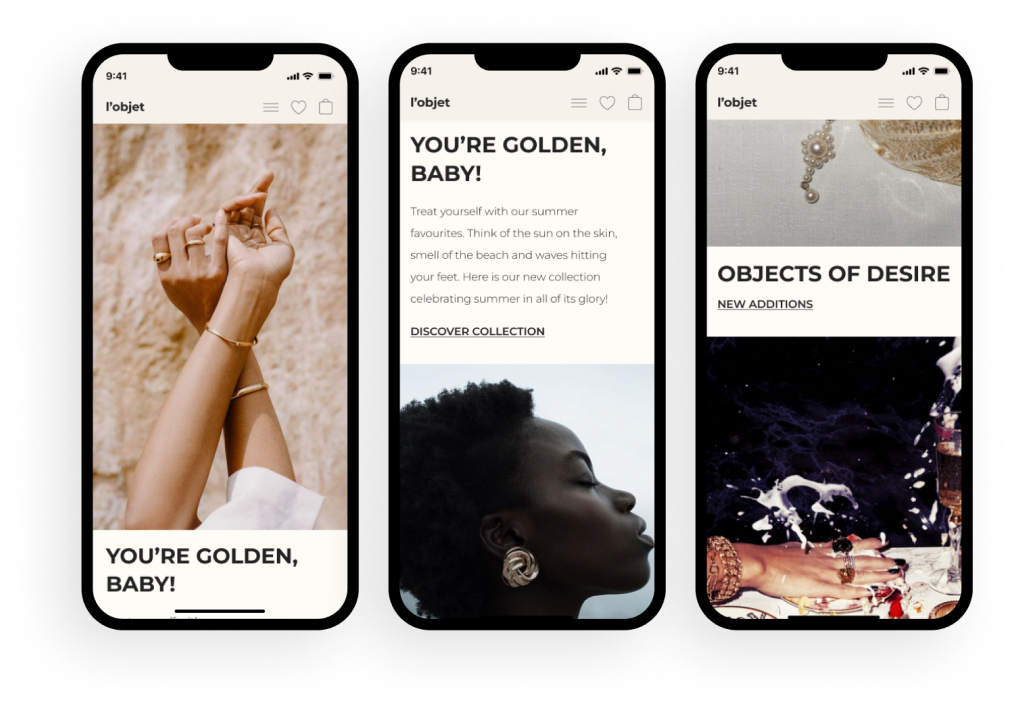 9:41
l'objet
YOU'RE GOLDEN,
BABY!
9:41
l'objet
YOU'RE GOLDEN,
BABY!
Treat yourself with our summer
favourites. Think of the sun on the skin,
smell of the beach and waves hitting
your feet. Here is our new collection
celebrating summer in all of its glory!
DISCOVER COLLECTION
9:41
l'objet
OBJECTS OF DESIRE
NEW ADDITIONS